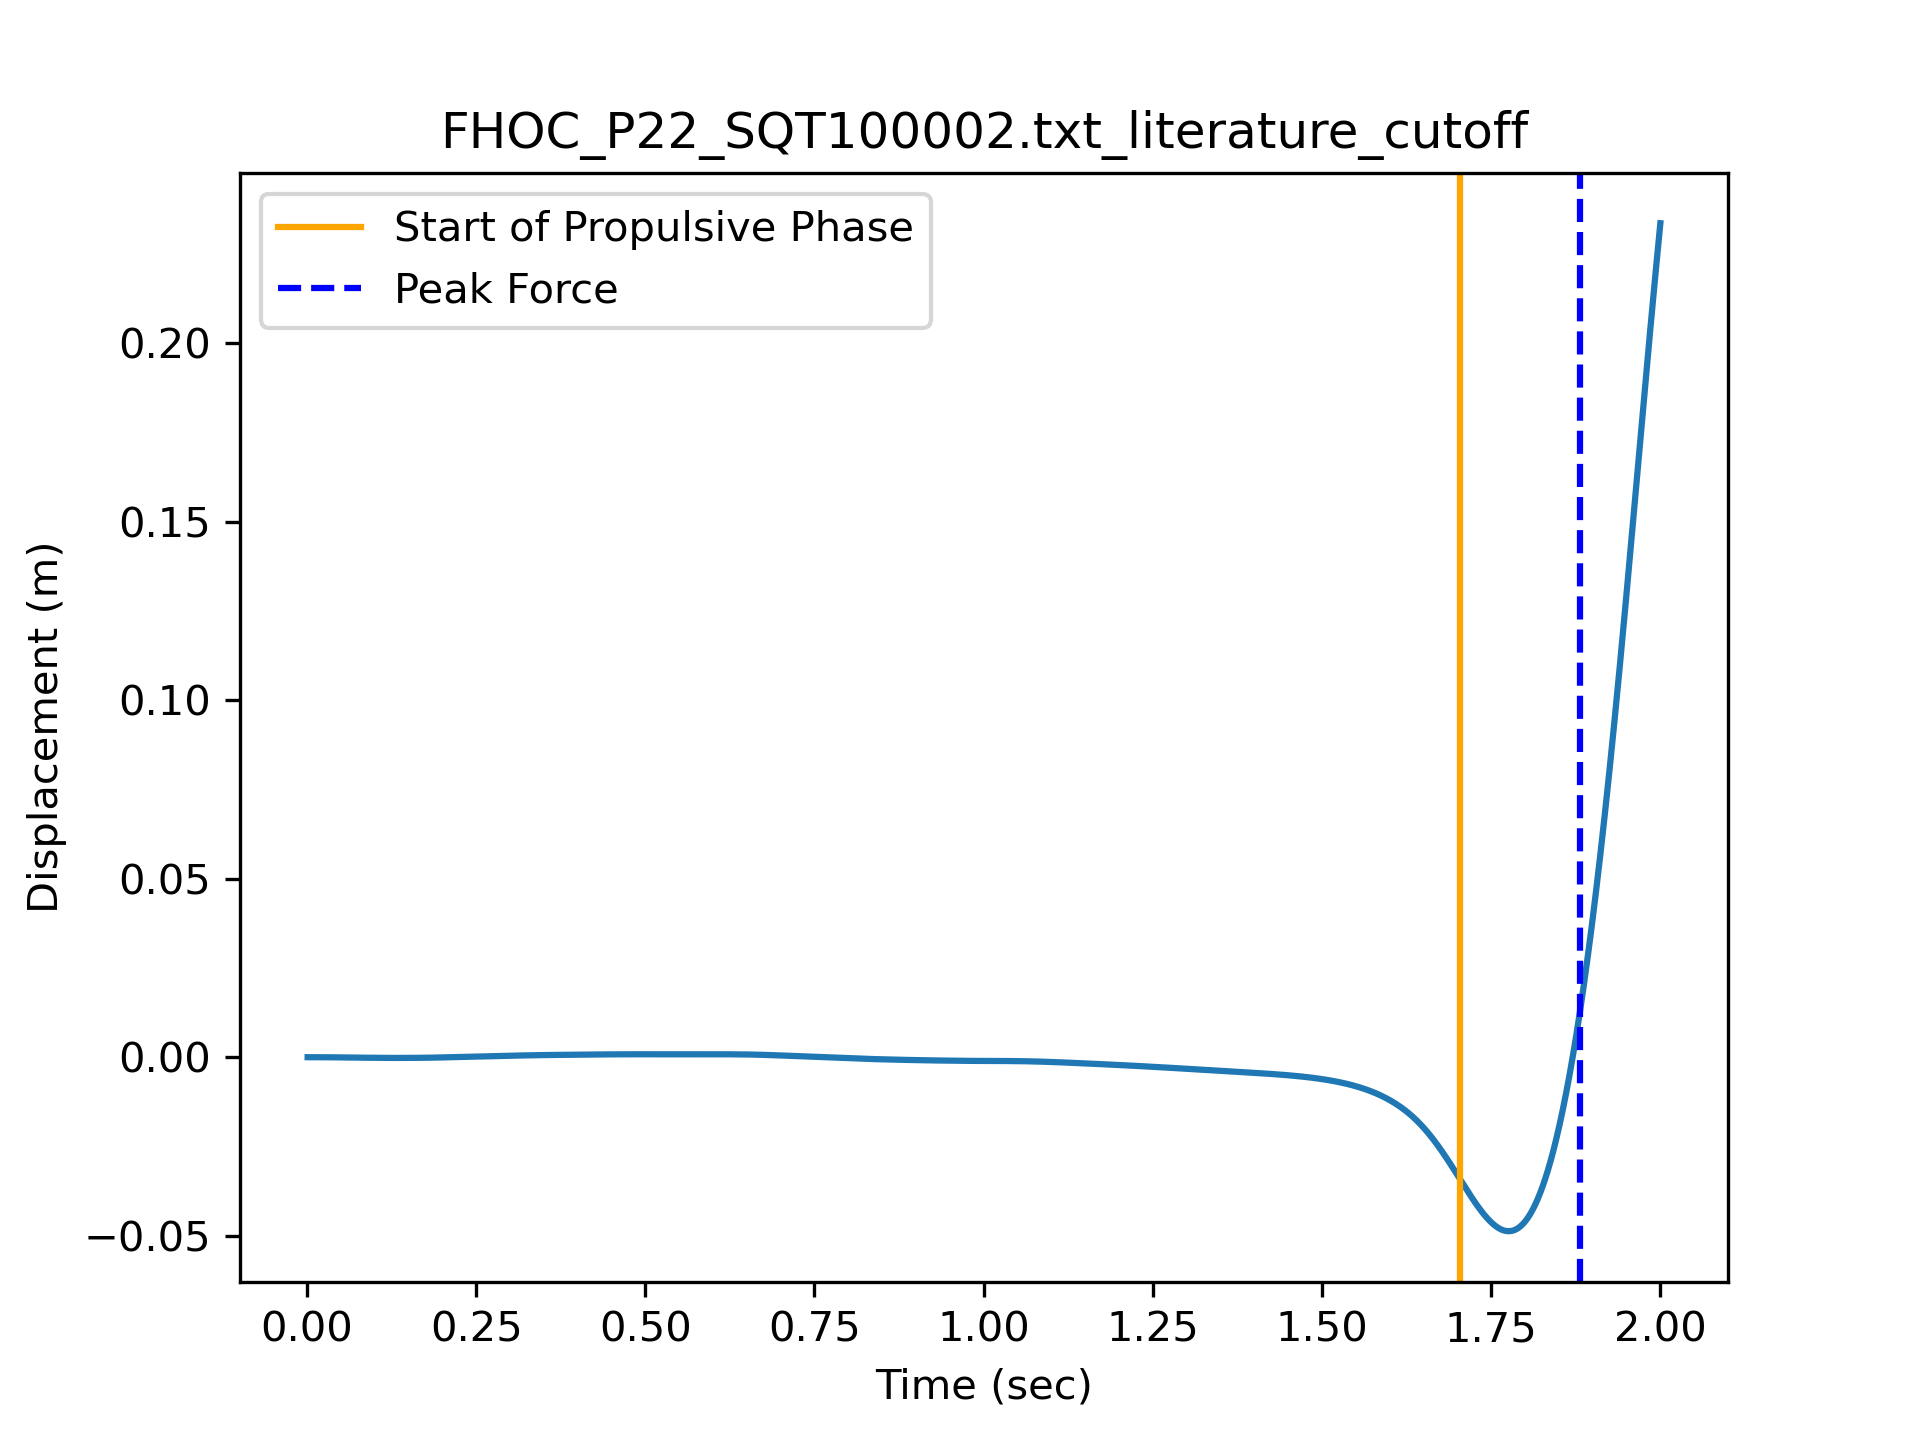 FHOC_P22_SQT100002.txt_literature_cutoff
Start of Propulsive Phase
Peak Force
Displacement (m)
0.20
0.15
0.10
0.05
0.00
−0.05
0.00 0.25 0.50 0.75 1.00 1.25 1.50 1.75 2.00
Time (sec)